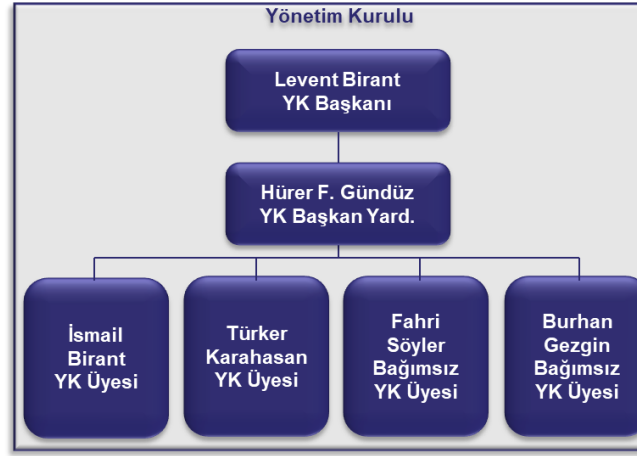 Yönetim Kurulu
Levent Birant
YK Başkanı
Hürer F. Gündüz
YK Başkan Yard.
İsmail
Birant
YK Üyesi
Türker
Karahasan
YK Üyesi
Fahri
Söyler
Bağımsız
YK Üyesi
Burhan
Gezgin
Bağımsız
YK Üyesi